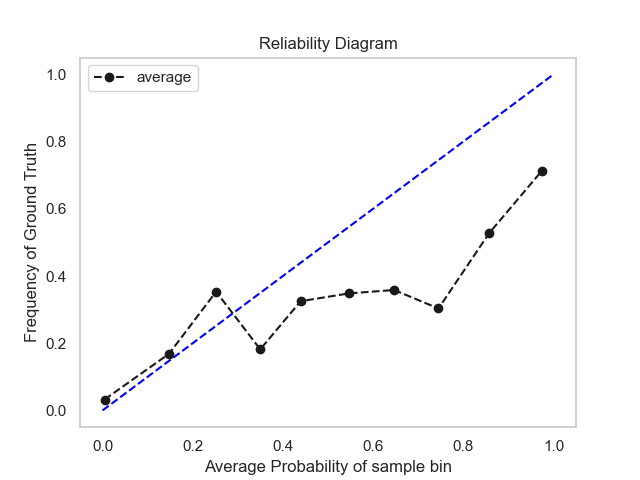 Reliability Diagram
average
Frequency of Ground Truth
1.0
0.8
0.6
0.4
0.2
0.0
0.0 0.2 0.4 0.6 0.8 1.0
Average Probability of sample bin